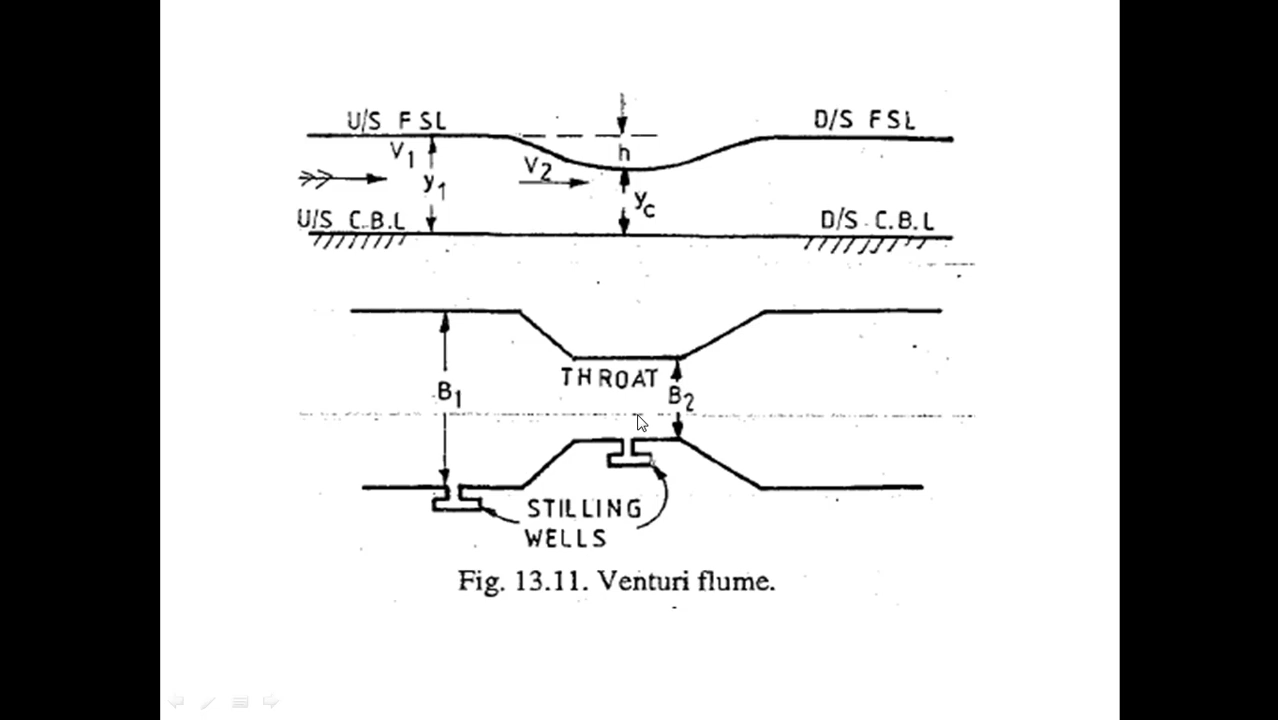 U/S FSL
D/S FSL
V1
h
V2
y1
yc
U/S C.B.L
D/S C.B.L
THROAT
B1
B2
STILLING
WELLS
Fig. 13.11. Venturi flume.